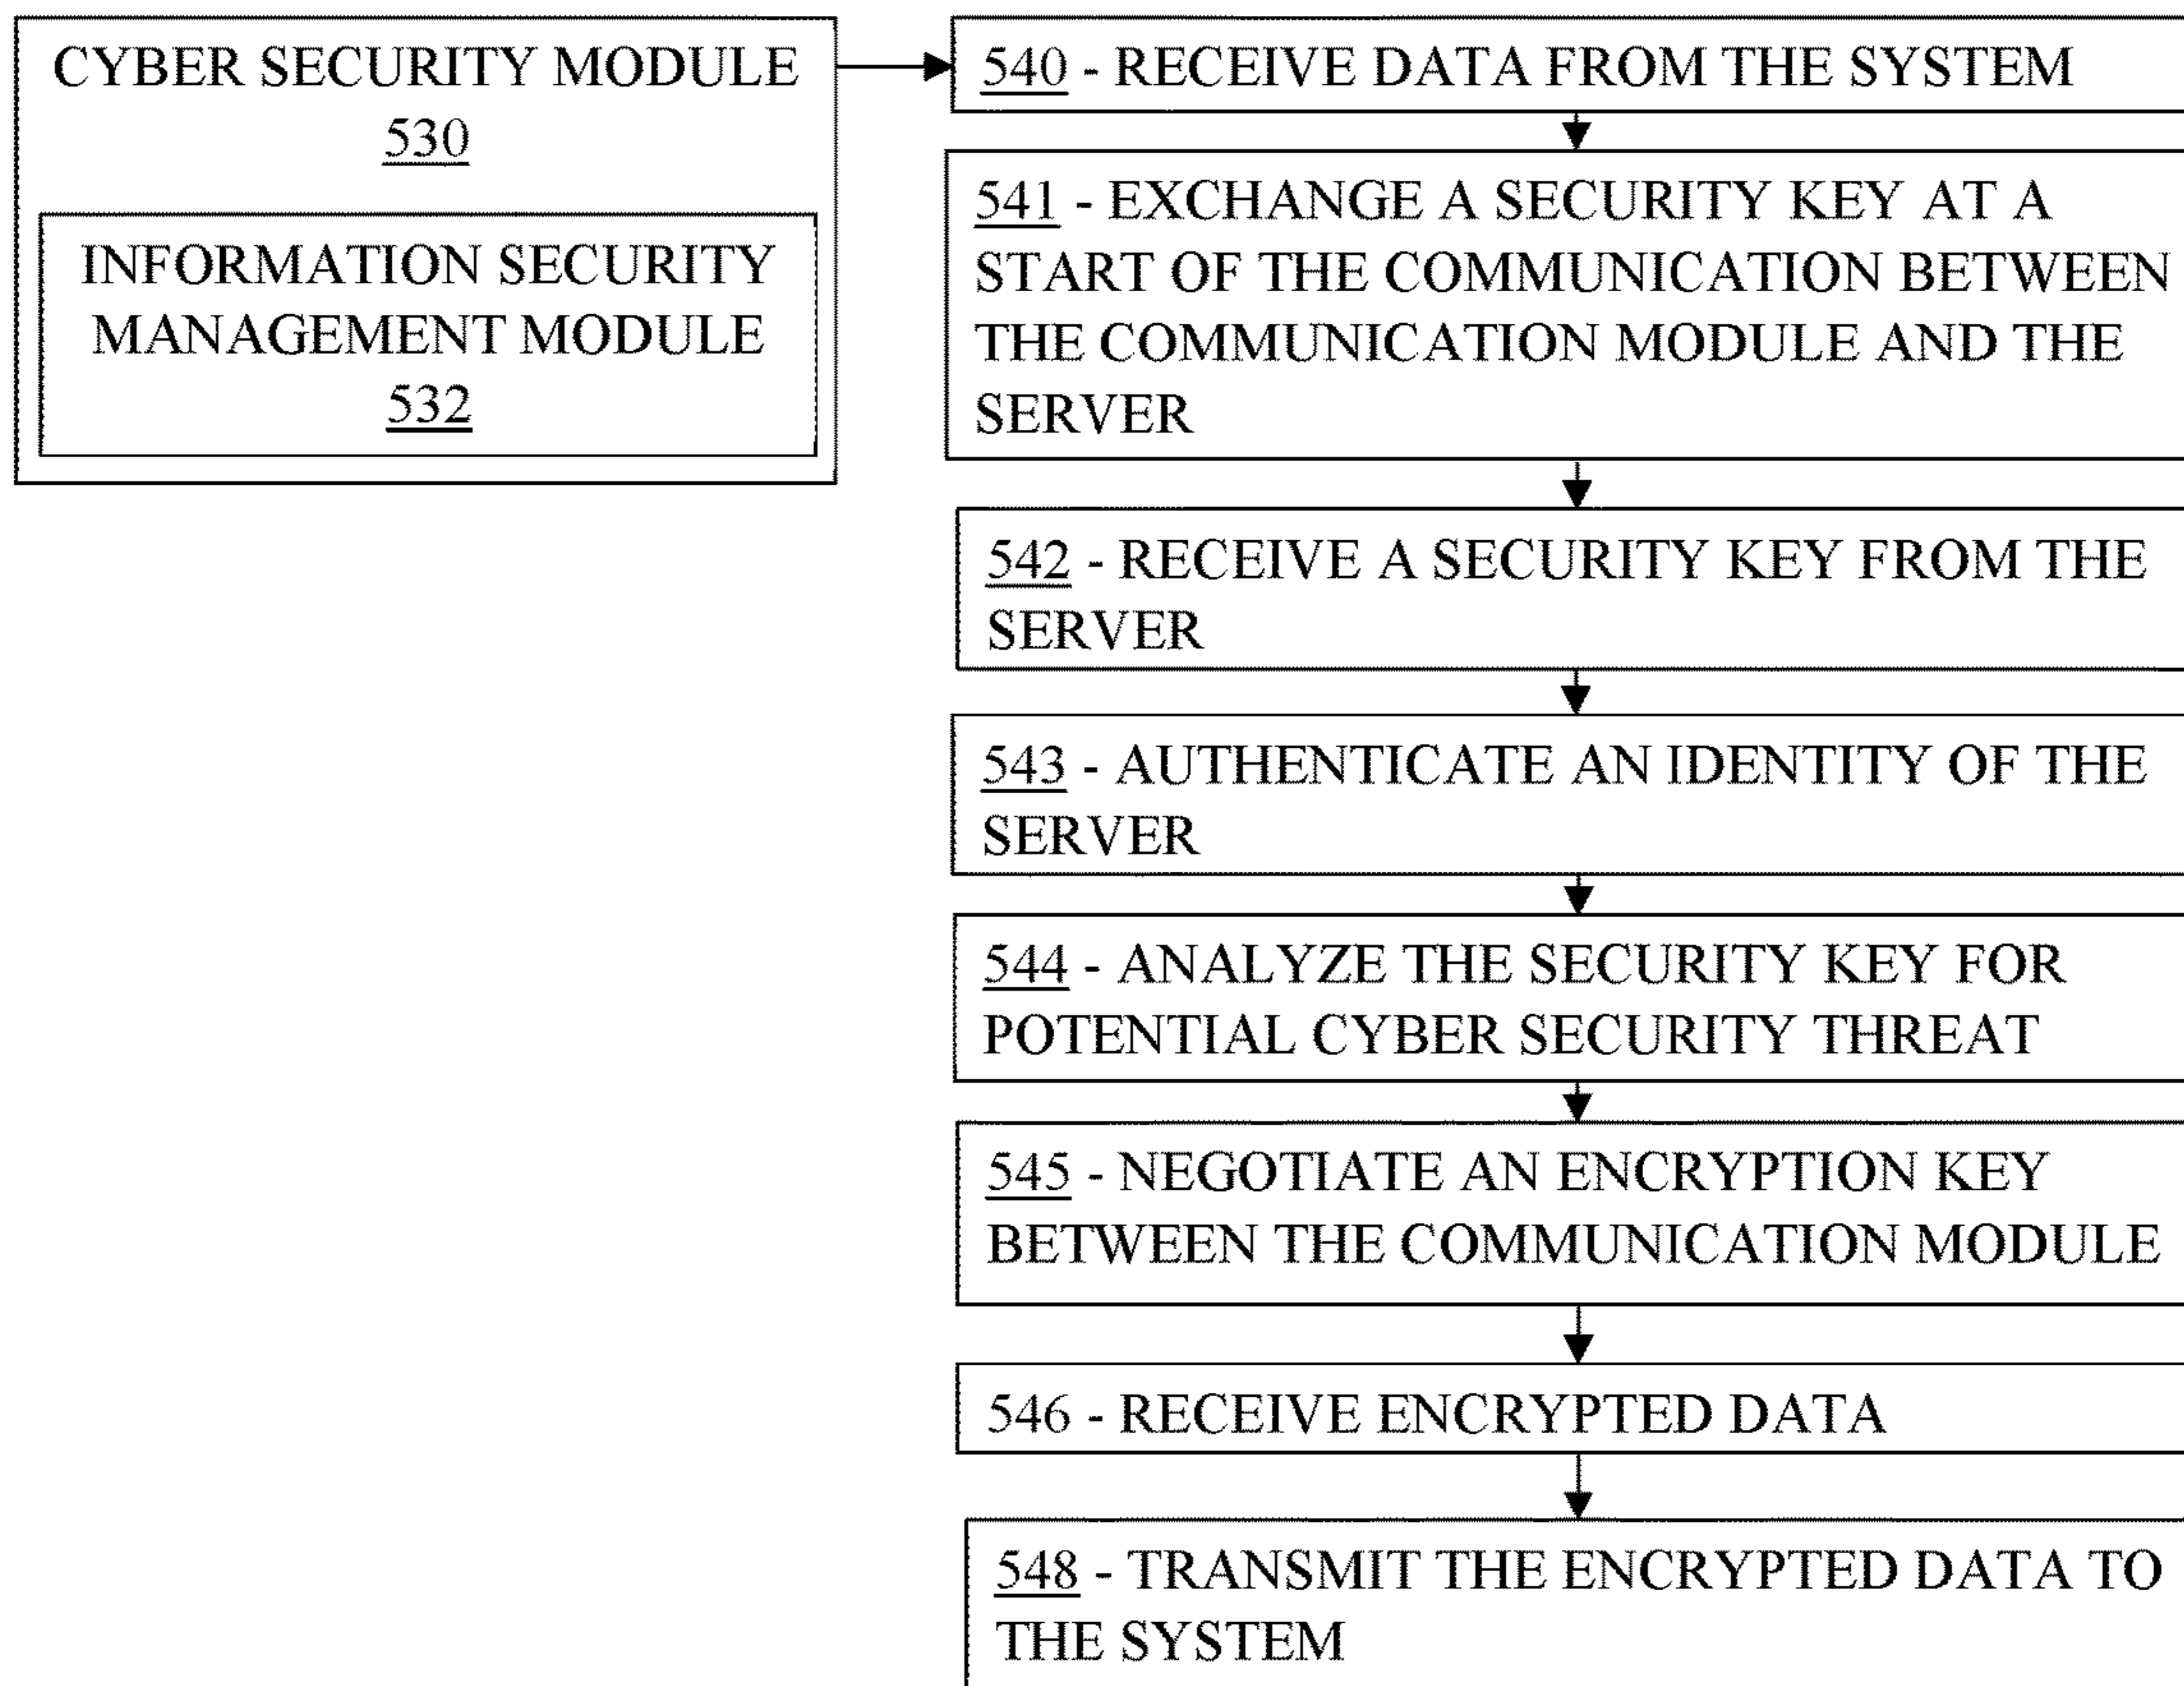 CYBER SECURITY MODULE
530
INFORMATION SECURITY
MANAGEMENT MODULE
532
540 - RECEIVE DATA FROM THE SYSTEM
541 - EXCHANGE A SECURITY KEY AT A
START OF THE COMMUNICATION BETWEEN
THE COMMUNICATION MODULE AND THE
SERVER
542 - RECEIVE A SECURITY KEY FROM THE
SERVER
543 - AUTHENTICATE AN IDENTITY OF THE
SERVER
544 - ANALYZE THE SECURITY KEY FOR
POTENTIAL CYBER SECURITY THREAT
545 - NEGOTIATE AN ENCRYPTION KEY
BETWEEN THE COMMUNICATION MODULE
546 - RECEIVE ENCRYPTED DATA
548 - TRANSMIT THE ENCRYPTED DATA TO
THE SYSTEM